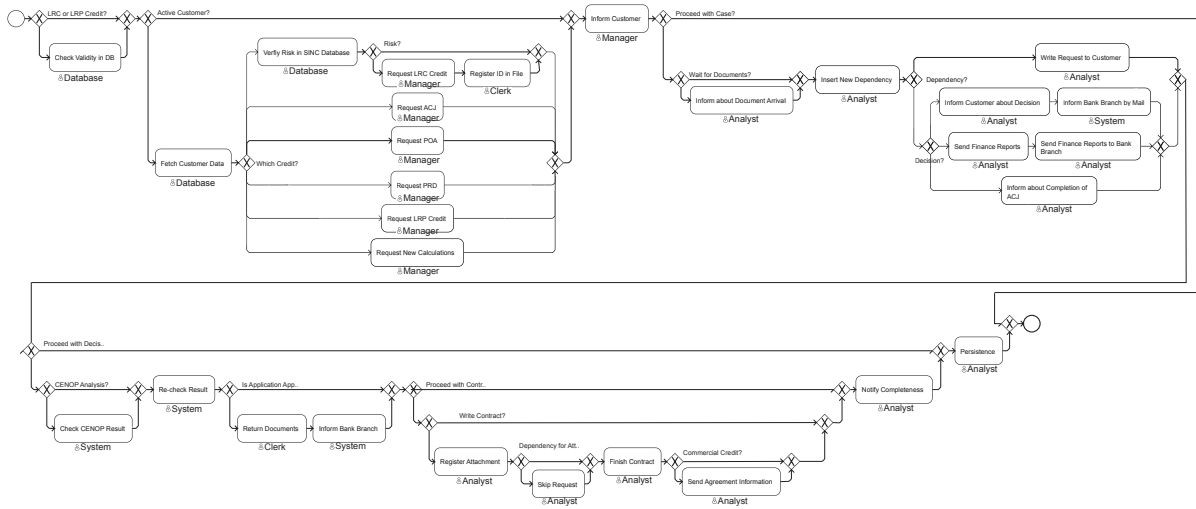 LRC or LRP Credit?
Check Validity in DB
Database
Active Customer?
Fetch Customer Data
Database
Which Credit?
Verfiy Risk in SINC Database
Database
Risk?
Request LRC Credit
Manager
Register ID in File
Clerk
Request ACJ
Manager
Request POA
Manager
Request PRD
Manager
Request LRP Credit
Manager
Request New Calculations
Manager
Inform Customer
Manager
Proceed with Case?
Wait for Documents?
Inform about Document Arrival
Analyst
Insert New Dependency
Analyst
Dependency?
Write Request to Customer
Analyst
Decision?
Inform Customer about Decision
Analyst
Inform Bank Branch by Mail
System
Send Finance Reports
Analyst
Send Finance Reports to Bank
Branch
Analyst
Inform about Completion of
ACJ
Analyst
Proceed with Decis..
CENOP Analysis?
Check CENOP Result
System
Re-check Result
System
Is Application App..
Return Documents
Clerk
Inform Bank Branch
System
Proceed with Contr..
Write Contract?
Register Attachment
Analyst
Dependency for Att..
Skip Request
Analyst
Finish Contract
Analyst
Commercial Credit?
Send Agreement Information
Analyst
Notify Completeness
Analyst
Persistence
Analyst